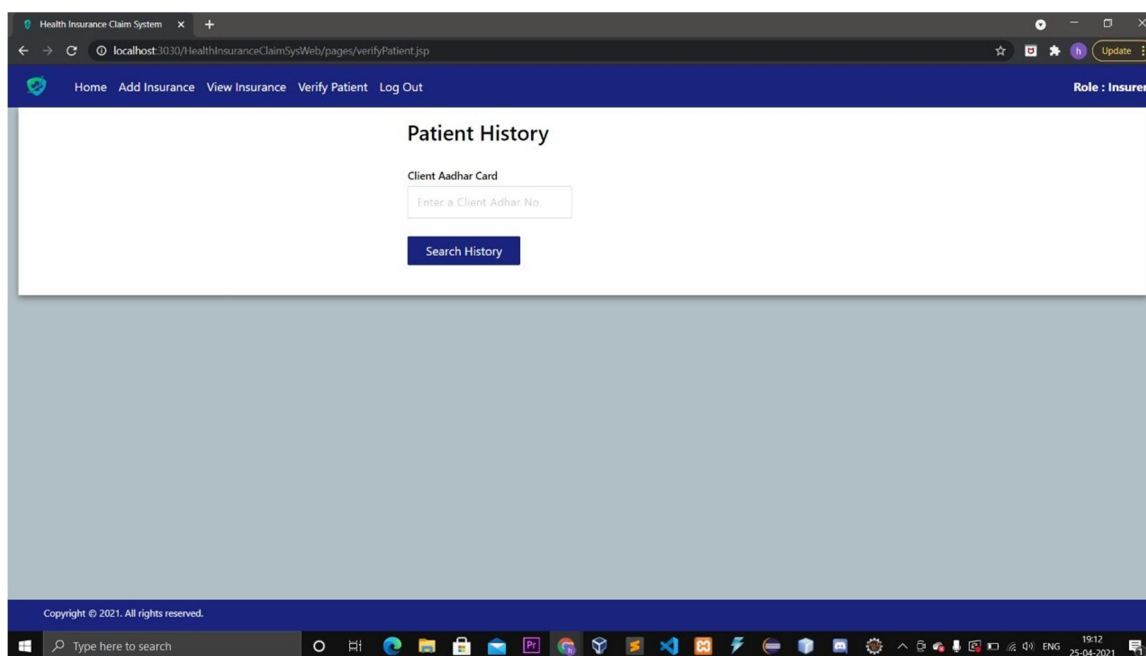 Health Insurance Claim System
localhost:3030/HealthInsuranceClaimSysWeb/pages/verifyPatient.jsp
h
Update
Home Add Insurance View Insurance Verify Patient Log Out
Role : Insurer
Patient History
Client Aadhar Card
Enter a Client Adhar No.
Search History
Copyright © 2021. All rights reserved.
Type here to search
Pr
ENG
19:12
25-04-2021